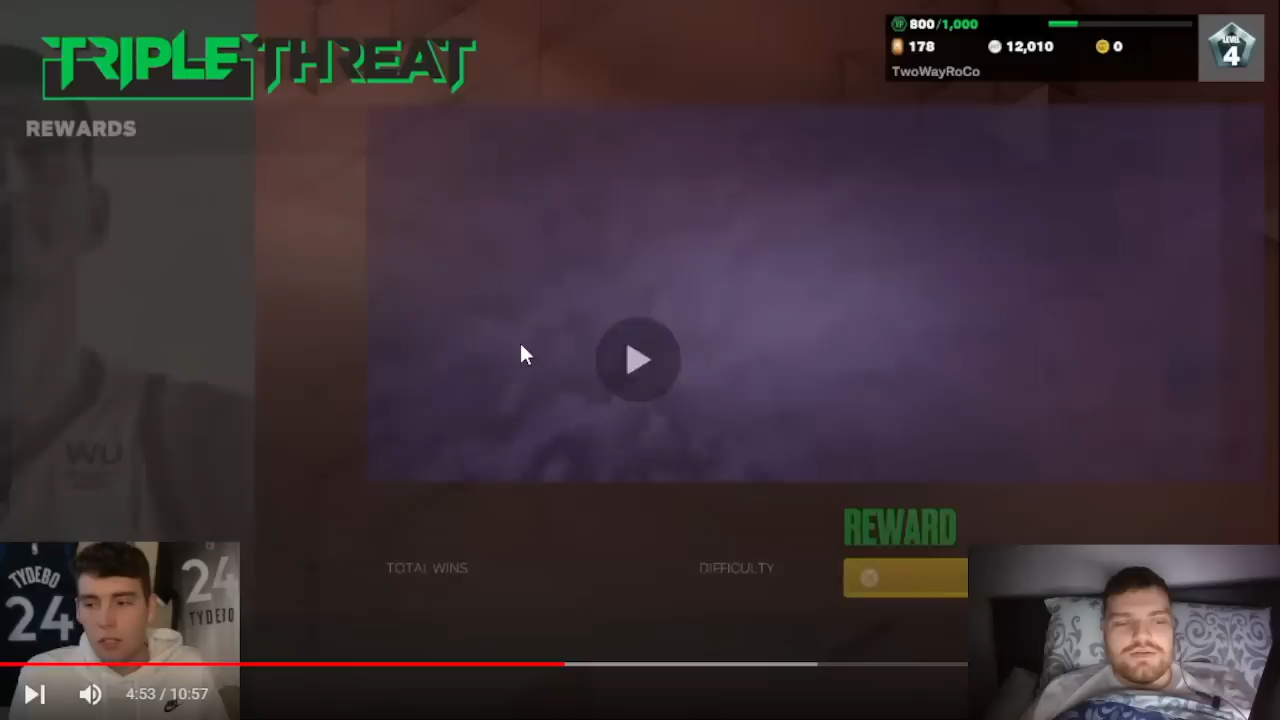 TRIPLE THREAT
800/1,000
178 12,010 0
TwoWayRoCo
LEVEL
4
REWARDS
WU
REWARD
TOTAL WINS DIFFICULTY
TYDEBO
24
24
TYDEBO
4:53 / 10:57